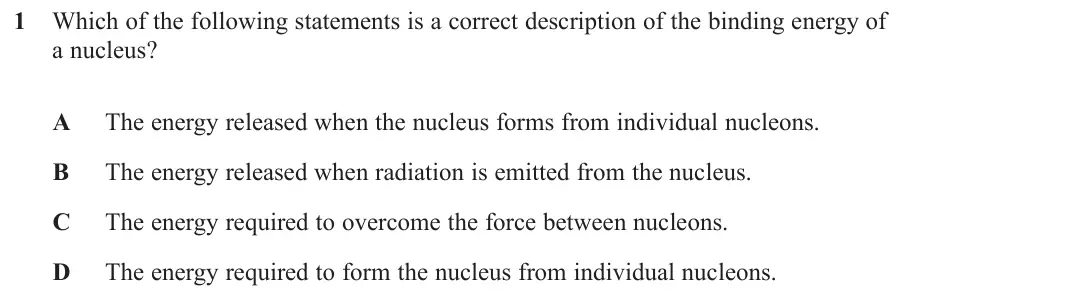 1 Which of the following statements is a correct description of the binding energy of
a nucleus?
A The energy released when the nucleus forms from individual nucleons.
B The energy released when radiation is emitted from the nucleus.
C The energy required to overcome the force between nucleons.
D The energy required to form the nucleus from individual nucleons.